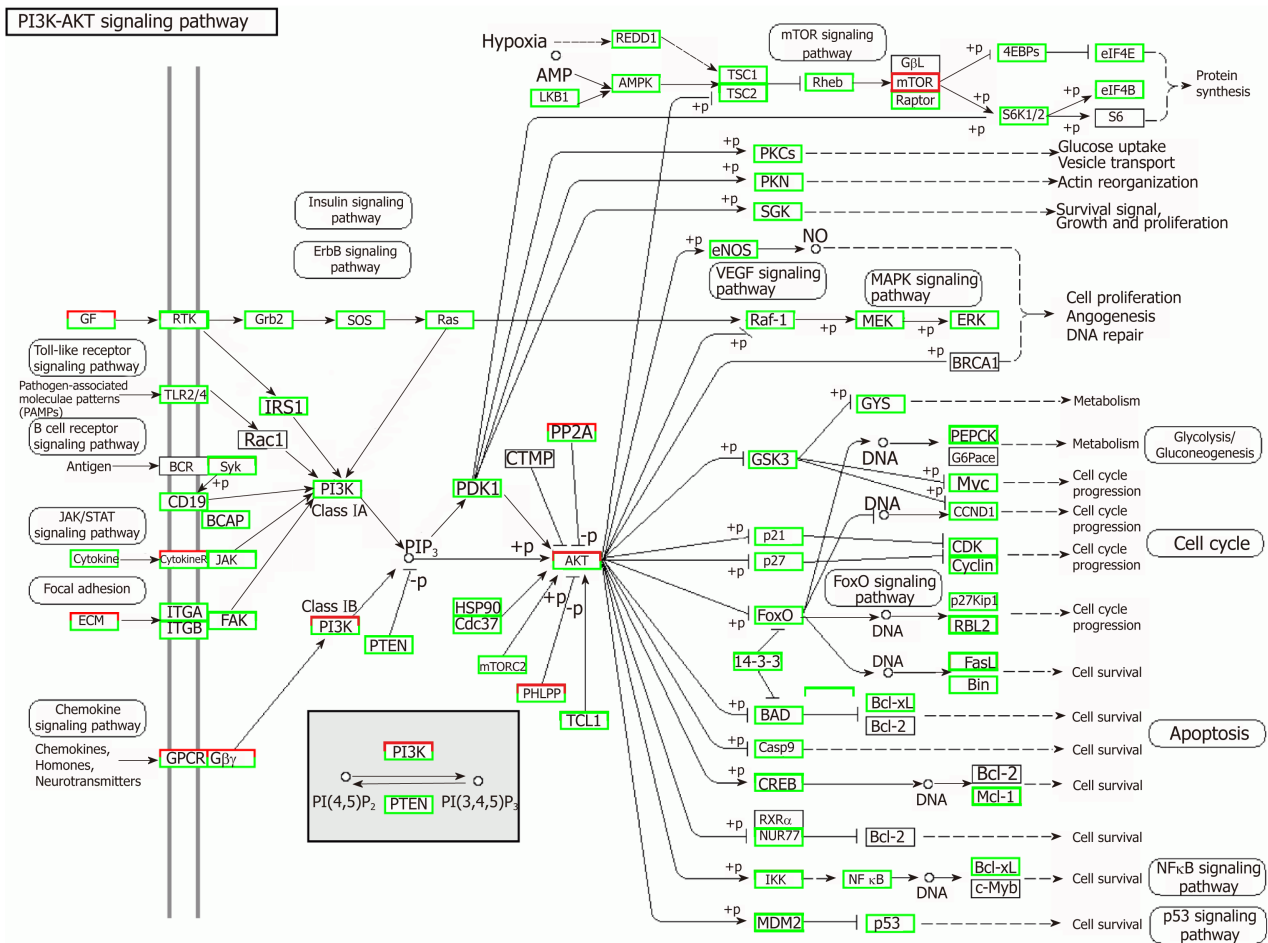 PI3K-AKT signaling pathway
Hypoxia
REDD1
mTOR signaling
pathway
+p
4EBPs
eIF4E
GβL
AMP
TSC1
Protein
synthesis
AMPK
Rheb
mTOR
LKB1
TSC2
Raptor
+p
eIF4B
+p
+p
S6K1/2
S6
+p
+p
+p
PKCs
Glucose uptake
Vesicle transport
+p
PKN
Actin reorganization
+p
SGK
Survival signal,
Growth and proliferation
Insulin signaling
pathway
ErbB signaling
pathway
+p
eNOS
NO
VEGF signaling
pathway
MAPK signaling
pathway
Cell proliferation
Angenesis
DNA repair
GF
RTK
Grb2
SOS
Ras
Raf-1
+p
MEK
+p
ERK
+p
+p
BRCA1
Toll-like receptor
signaling pathway
Pathogen-associated
moleculae patterns
(PAMPs)
TLR2/4
IRS1
B cell receptor
signaling pathway
Rac1
Antigen
BCR
Syk
+p
CD19
BCAP
PI3K
Class IA
PDK1
CTMP
PP2A
+p
GYS
Metabolism
DNA
PEPCK
G6Pace
Metabolism
Glycolysis/
Gluconeogenesis
+p
GSK3
+p
Mvc
Cell cycle
progression
+p
DNA
CCND1
Cell cycle
progression
JAK/STAT
signaling pathway
Cytokine
CytokineR
JAK
PIP3
+p
-p
-p
AKT
+p
p21
+p
p27
CDK
Cyclin
Cell cycle
progression
Cell cycle
Focal adhesion
ECM
ITGA
ITGB
FAK
Class IB
PI3K
PTEN
HSP90
Cdc37
+p
-p
mTORC2
PHLPP
TCL1
FoxO signaling
pathway
FoxO
+p
DNA
p27Kip1
RBL2
Cell cycle
progression
14-3-3
DNA
FasL
Bin
Cell survival
Chemokine
signaling pathway
Chemokines,
Homones,
Neurotransmitters
GPCR
Gβγ
PI3K
PI(4,5)P2
PTEN
PI(3,4,5)P3
+p
BAD
Bcl-xL
Bcl-2
Cell survival
Apoptosis
+p
Casp9
Cell survival
+p
CREB
DNA
Bcl-2
Mcl-1
Cell survival
+p
RXRα
NUR77
Bcl-2
Cell survival
+p
IKK
NF κB
DNA
Bcl-xL
c-Myb
Cell survival
NFκB signaling
pathway
+p
MDM2
p53
Cell survival
p53 signaling
pathway